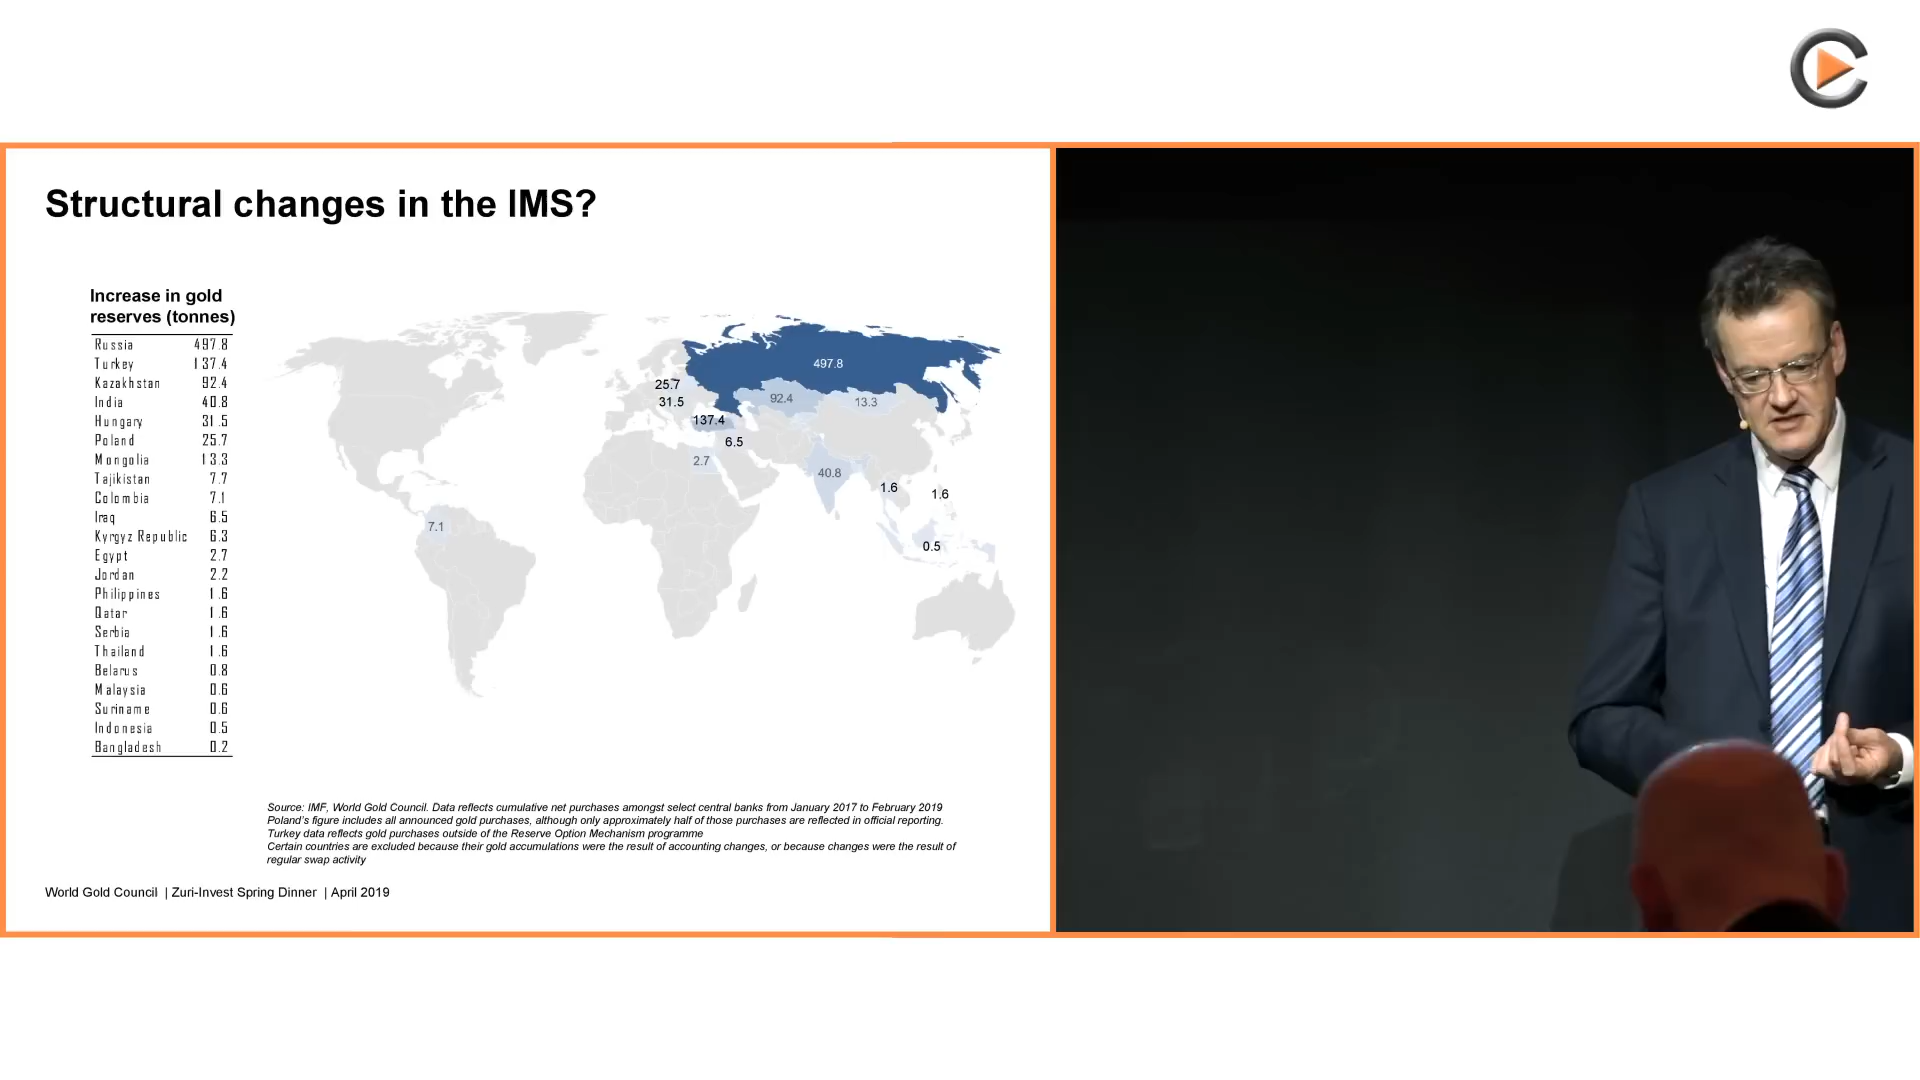 Structural changes in the IMS?
Increase in gold
reserves (tonnes)
Russia 497.8
Turkey 137.4
Kazakhstan 92.4
India 40.8
Hungary 31.5
Poland 25.7
Mongolia 13.3
Tajikistan 7.7
Colombia 7.1
Iraq 6.5
Kyrgyz Republic 6.3
Egypt 2.7
Jordan 2.2
Philippines 1.6
Qatar 1.6
Serbia 1.6
Thailand 1.6
Belarus 0.8
Malaysia 0.6
Suriname 0.6
Indonesia 0.5
Bangladesh 0.2
497.8
25.7
92.4
31.5
13.3
137.4
6.5
2.7
40.8
1.6
1.6
7.1
0.5
Source: IMF, World Gold Council. Data reflects cumulative net purchases amongst select central banks from January 2017 to February 2019
Poland's figure includes all announced gold purchases, although only approximately half of those purchases are reflected in official reporting.
Turkey data reflects gold purchases outside of the Reserve Option Mechanism programme
Certain countries are excluded because their gold accumulations were the result of accounting changes, or because changes were the result of
regular swap activity
World Gold Council | Zuri-Invest Spring Dinner | April 2019